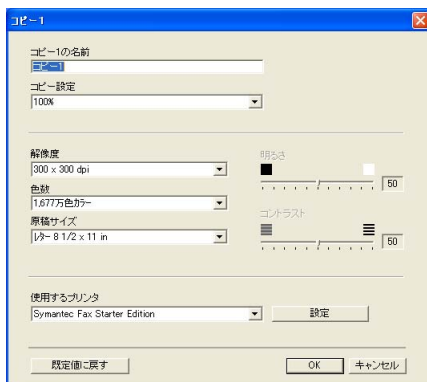 コピー1
コピー1の名前
コピー1
コピー設定
100%
解像度
300 x 300 dpi
色数
1,677万色カラー
原稿サイズ
レター 8 1/2 x 11 in
明るさ
50
コントラスト
50
使用するプリンタ
Symantec Fax Starter Edition
設定
既定値に戻す
OK
キャンセル